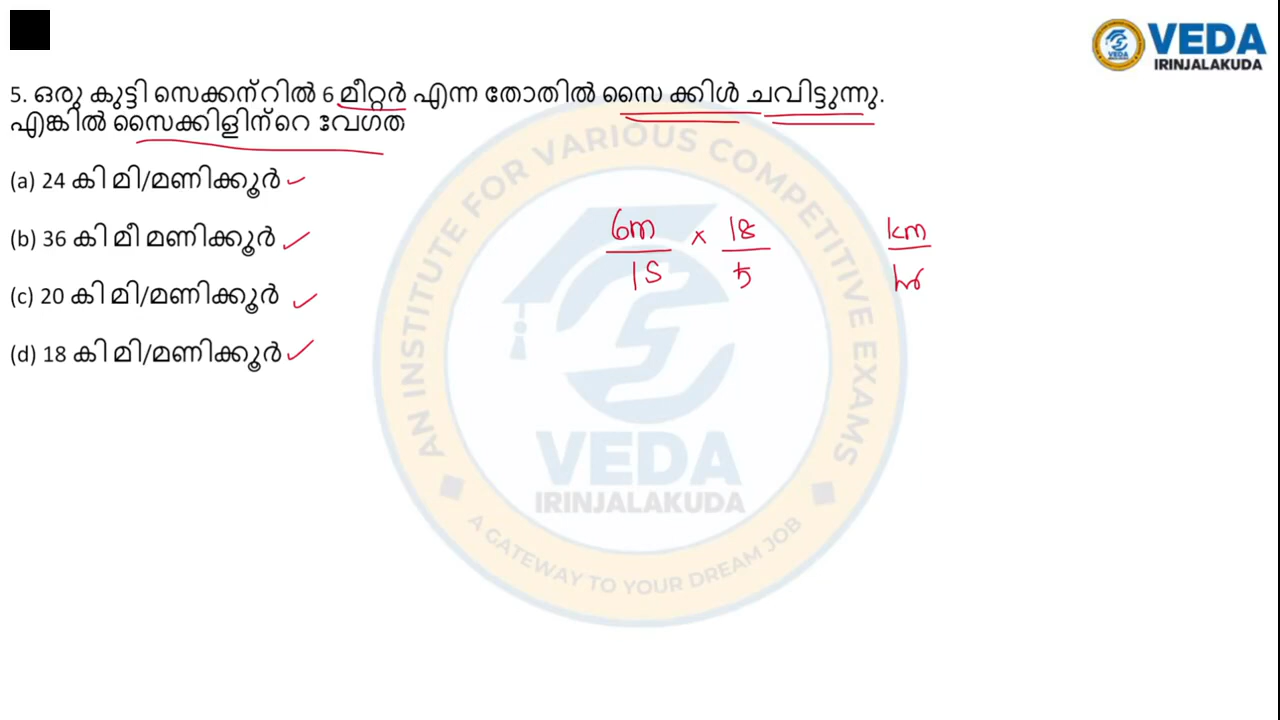 VEDA
IRINJALAKUDA
5. ഒരു കുട്ടി സെക്കന്റിൽ 6 മീറ്റർ എന്ന തോതിൽ സൈ ക്കിൾ ചവിട്ടുന്നു.
എങ്കിൽ സൈക്കിളിന്റെ വേഗത
(a) 24 കി മി/മണിക്കൂർ
(b) 36 കി മീ മണിക്കൂർ
(c) 20 കി മി/മണിക്കൂർ
(d) 18 കി മി/മണിക്കൂർ
6m × 18 km
1S 5 hr
AN INSTITUTE FOR VARIOUS COMPETITIVE EXAMS
VEDA
IRINJALAKUDA
A GATEWAY TO YOUR DREAM JOB